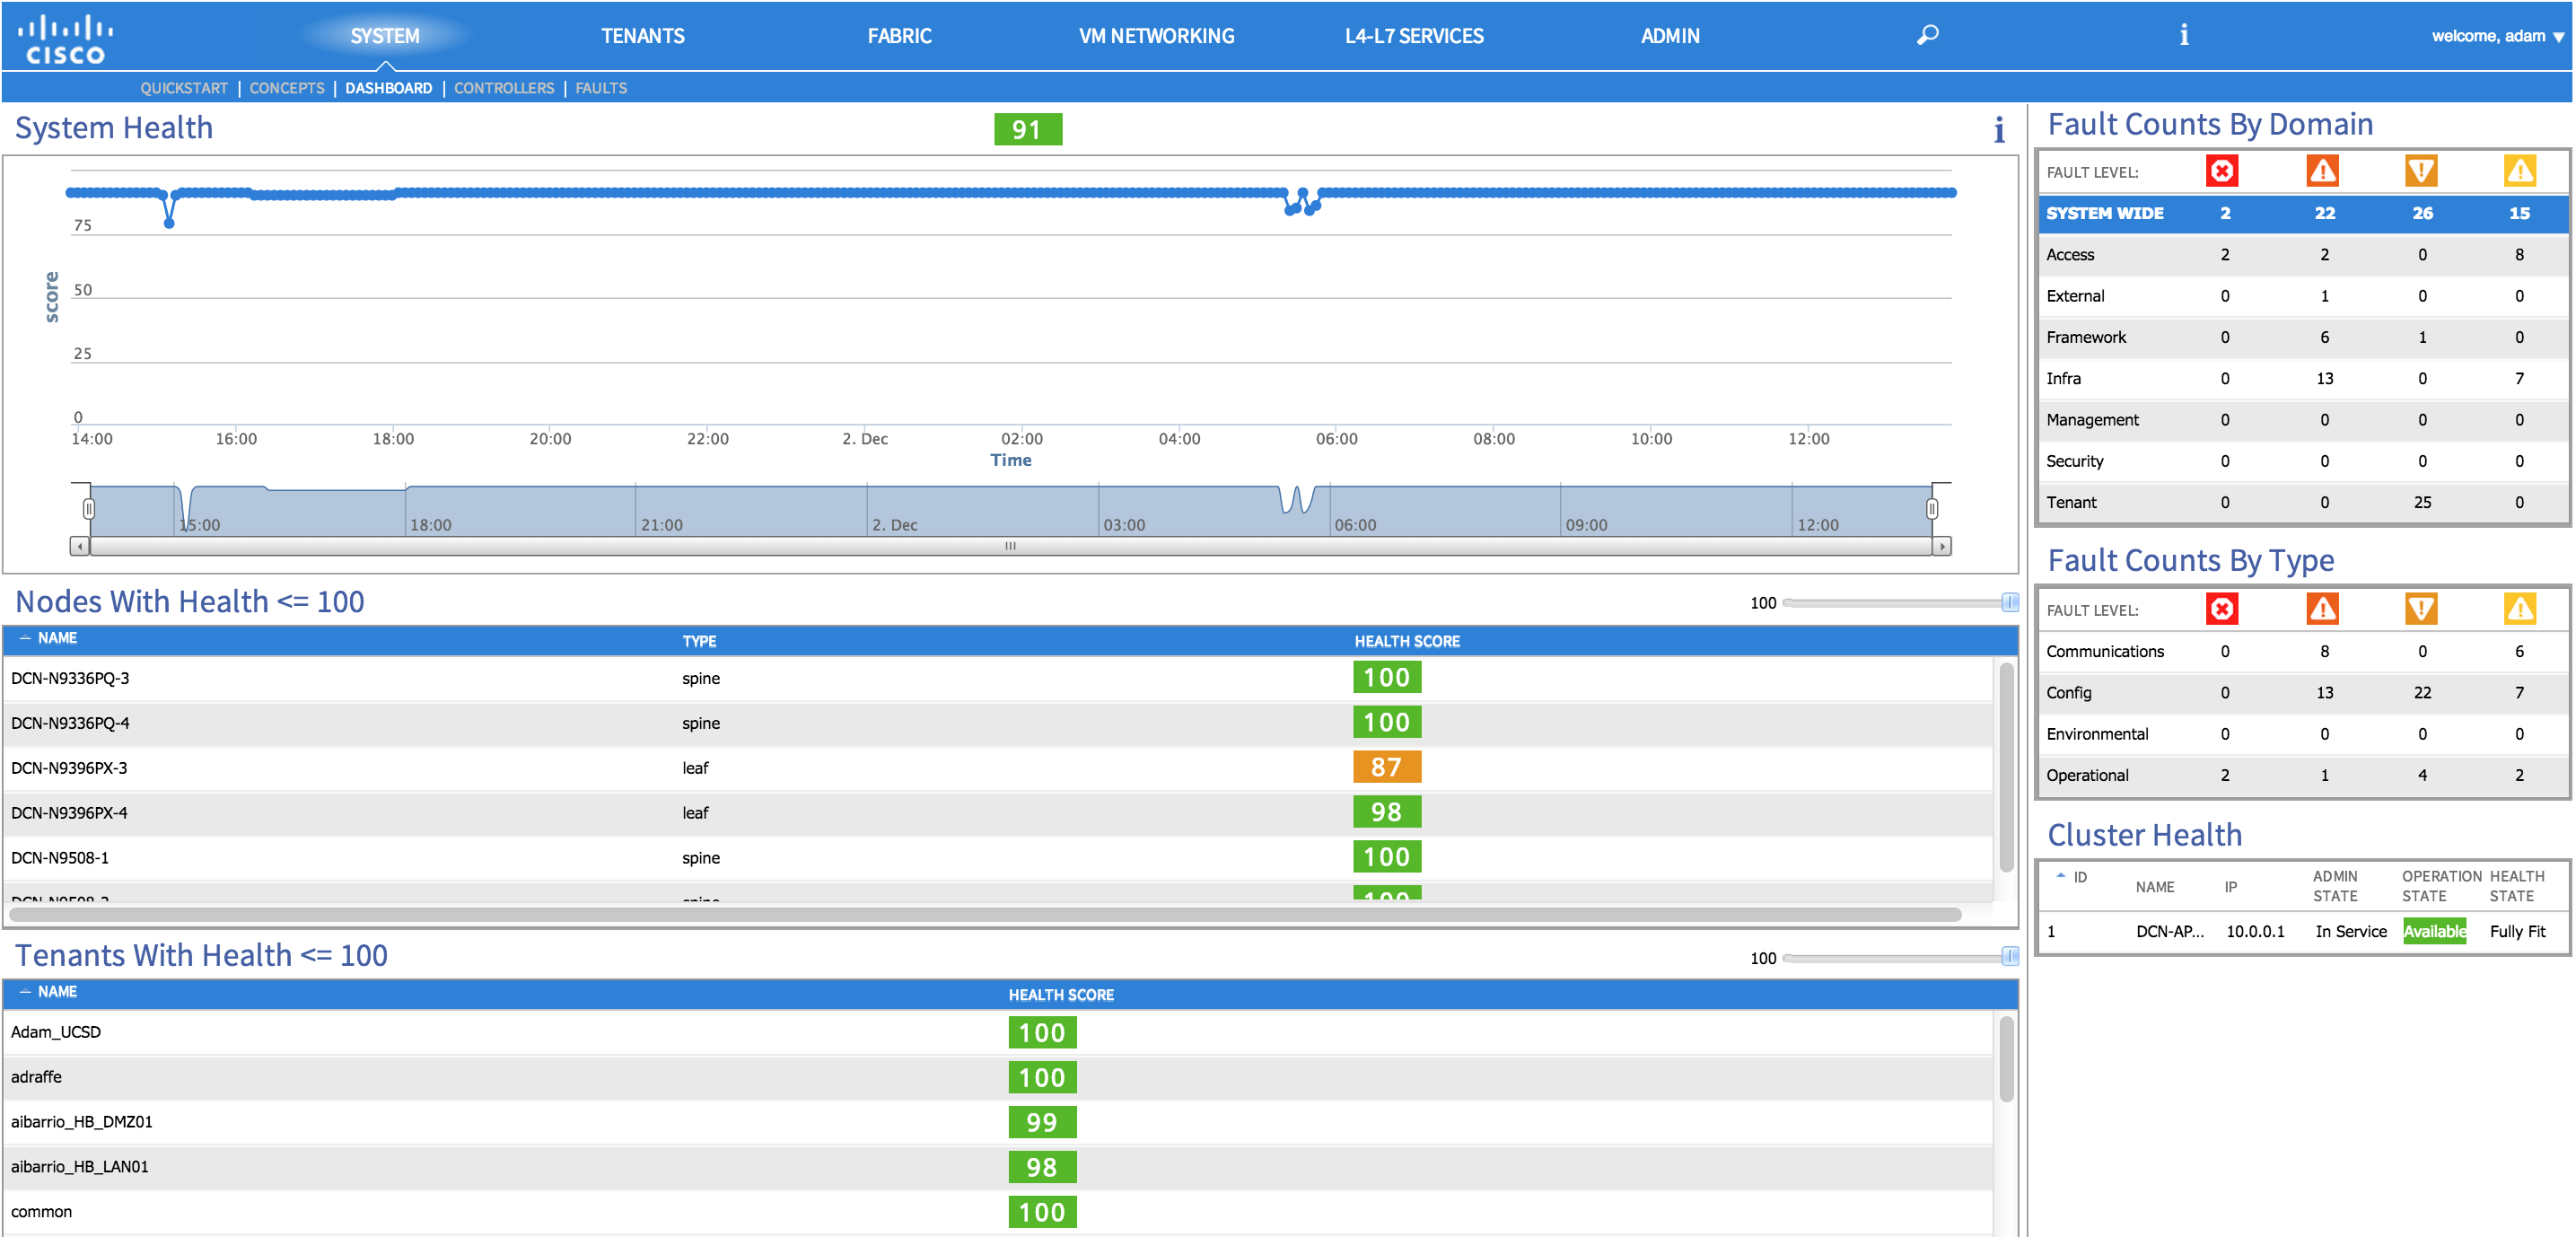 CISCO
SYSTEM TENANTS FABRIC VM NETWORKING L4-L7 SERVICES ADMIN i welcome, adam
QUICKSTART | CONCEPTS | DASHBOARD | CONTROLLERS | FAULTS
System Health 91 i
75
50
25
0
score
14:00 16:00 18:00 20:00 22:00 2. Dec 02:00 04:00 06:00 08:00 10:00 12:00
Time
15:00 18:00 21:00 2. Dec 03:00 06:00 09:00 12:00
Nodes With Health <= 100 100
NAME TYPE HEALTH SCORE
DCN-N9336PQ-3 spine 100
DCN-N9336PQ-4 spine 100
DCN-N9396PX-3 leaf 87
DCN-N9396PX-4 leaf 98
DCN-N9508-1 spine 100
DCN-N9508-2 spine 100
Tenants With Health <= 100 100
NAME HEALTH SCORE
Adam_UCSD 100
adraffe 100
aibarrio_HB_DMZ01 99
aibarrio_HB_LAN01 98
common 100
Fault Counts By Domain
FAULT LEVEL:
SYSTEM WIDE 2 22 26 15
Access 2 2 0 8
External 0 1 0 0
Framework 0 6 1 0
Infra 0 13 0 7
Management 0 0 0 0
Security 0 0 0 0
Tenant 0 0 25 0
Fault Counts By Type
FAULT LEVEL:
Communications 0 8 0 6
Config 0 13 22 7
Environmental 0 0 0 0
Operational 2 1 4 2
Cluster Health
ID NAME IP ADMIN STATE OPERATION STATE HEALTH STATE
1 DCN-AP... 10.0.0.1 In Service Available Fully Fit